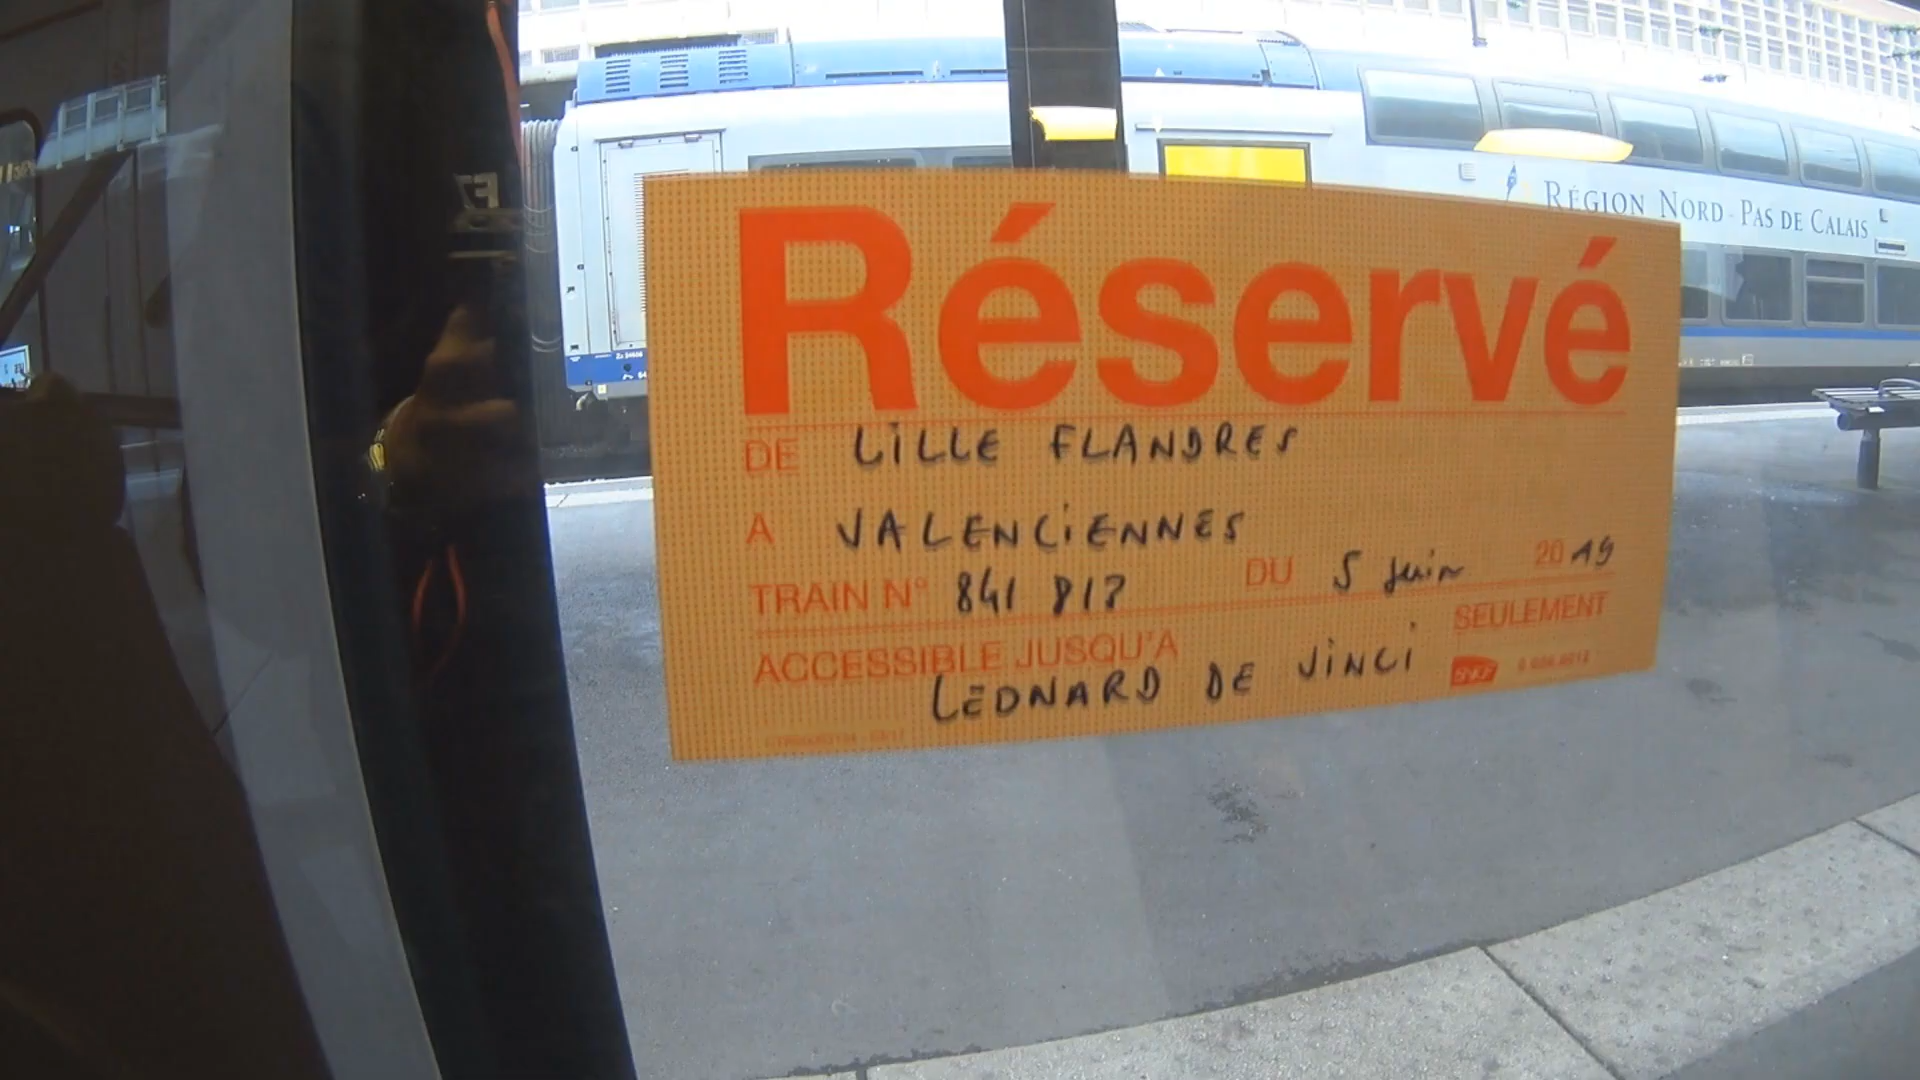 RÉGION NORD - PAS DE CALAIS
Réservé
DE LiLLE FLANDRES
A VALENCiENNES
TRAIN N° 841 817 DU 5 juin 2019
ACCESSIBLE JUSQU'A SEULEMENT
LEONARD DE ViNCi
SNCF